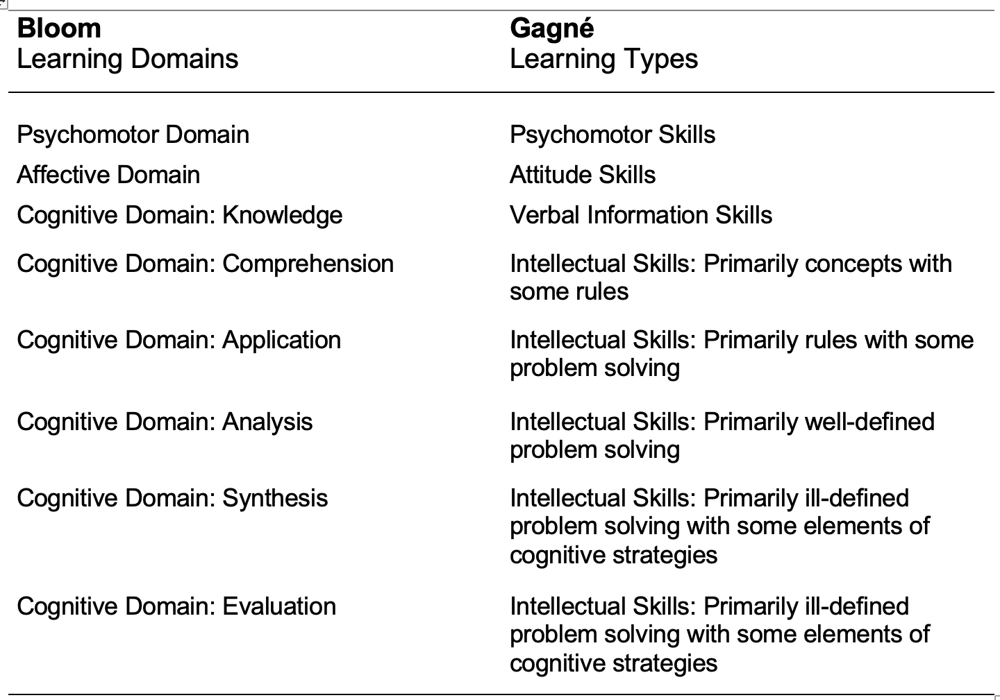 Bloom
Gagné
Learning Domains
Learning Types
Psychomotor Domain
Psychomotor Skills
Affective Domain
Attitude Skills
Cognitive Domain: Knowledge
Verbal Information Skills
Cognitive Domain: Comprehension
Intellectual Skills: Primarily concepts with
some rules
Cognitive Domain: Application
Intellectual Skills: Primarily rules with some
problem solving
Cognitive Domain: Analysis
Intellectual Skills: Primarily well-defined
problem solving
Cognitive Domain: Synthesis
Intellectual Skills: Primarily ill-defined
problem solving with some elements of
cognitive strategies
Cognitive Domain: Evaluation
Intellectual Skills: Primarily ill-defined
problem solving with some elements of
cognitive strategies